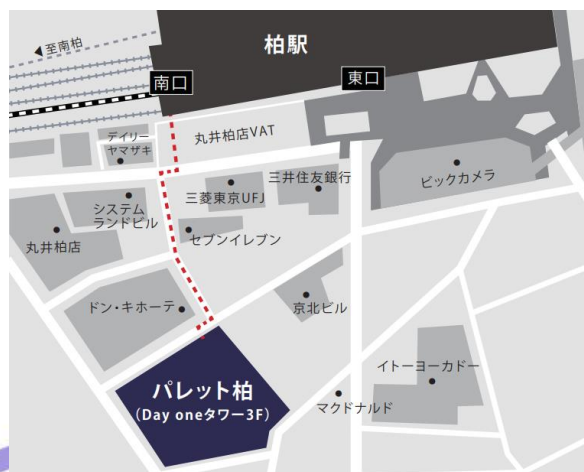 ◀至南柏
柏駅
南口
東口
デイリー
ヤマザキ
丸井柏店VAT
システム
ランドビル
三菱東京UFJ
三井住友銀行
ビックカメラ
丸井柏店
セブンイレブン
ドン・キホーテ
京北ビル
イトーヨーカドー
マクドナルド
パレット柏
(Day oneタワー3F)